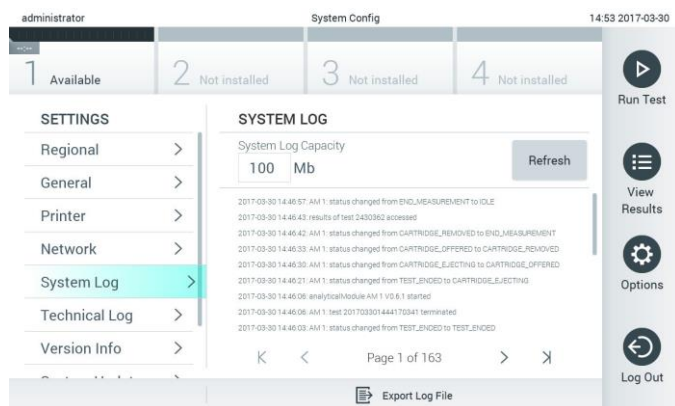 administrator System Config 14:53 2017-03-30
1 Available 2 Not installed 3 Not installed 4 Not installed
Run Test
View Results
Options
Log Out
SETTINGS
Regional
General
Printer
Network
System Log
Technical Log
Version Info
SYSTEM LOG
System Log Capacity
100 Mb
Refresh
2017-03-30 14:46:57: AM 1: status changed from END_MEASUREMENT to IDLE
2017-03-30 14:46:43: results of test 2430362 accessed
2017-03-30 14:46:42: AM 1: status changed from CARTRIDGE_REMOVED to END_MEASUREMENT
2017-03-30 14:46:33: AM 1: status changed from CARTRIDGE_OFFERED to CARTRIDGE_REMOVED
2017-03-30 14:46:30: AM 1: status changed from CARTRIDGE_EJECTING to CARTRIDGE_OFFERED
2017-03-30 14:46:21: AM 1: status changed from TEST_ENDED to CARTRIDGE_EJECTING
2017-03-30 14:46:06: analyticalModule AM 1 V0.6.1 started
2017-03-30 14:46:06: AM 1: test 201703301444170341 terminated
2017-03-30 14:46:03: AM 1: status changed from TEST_ENDED to TEST_ENDED
Page 1 of 163
Export Log File